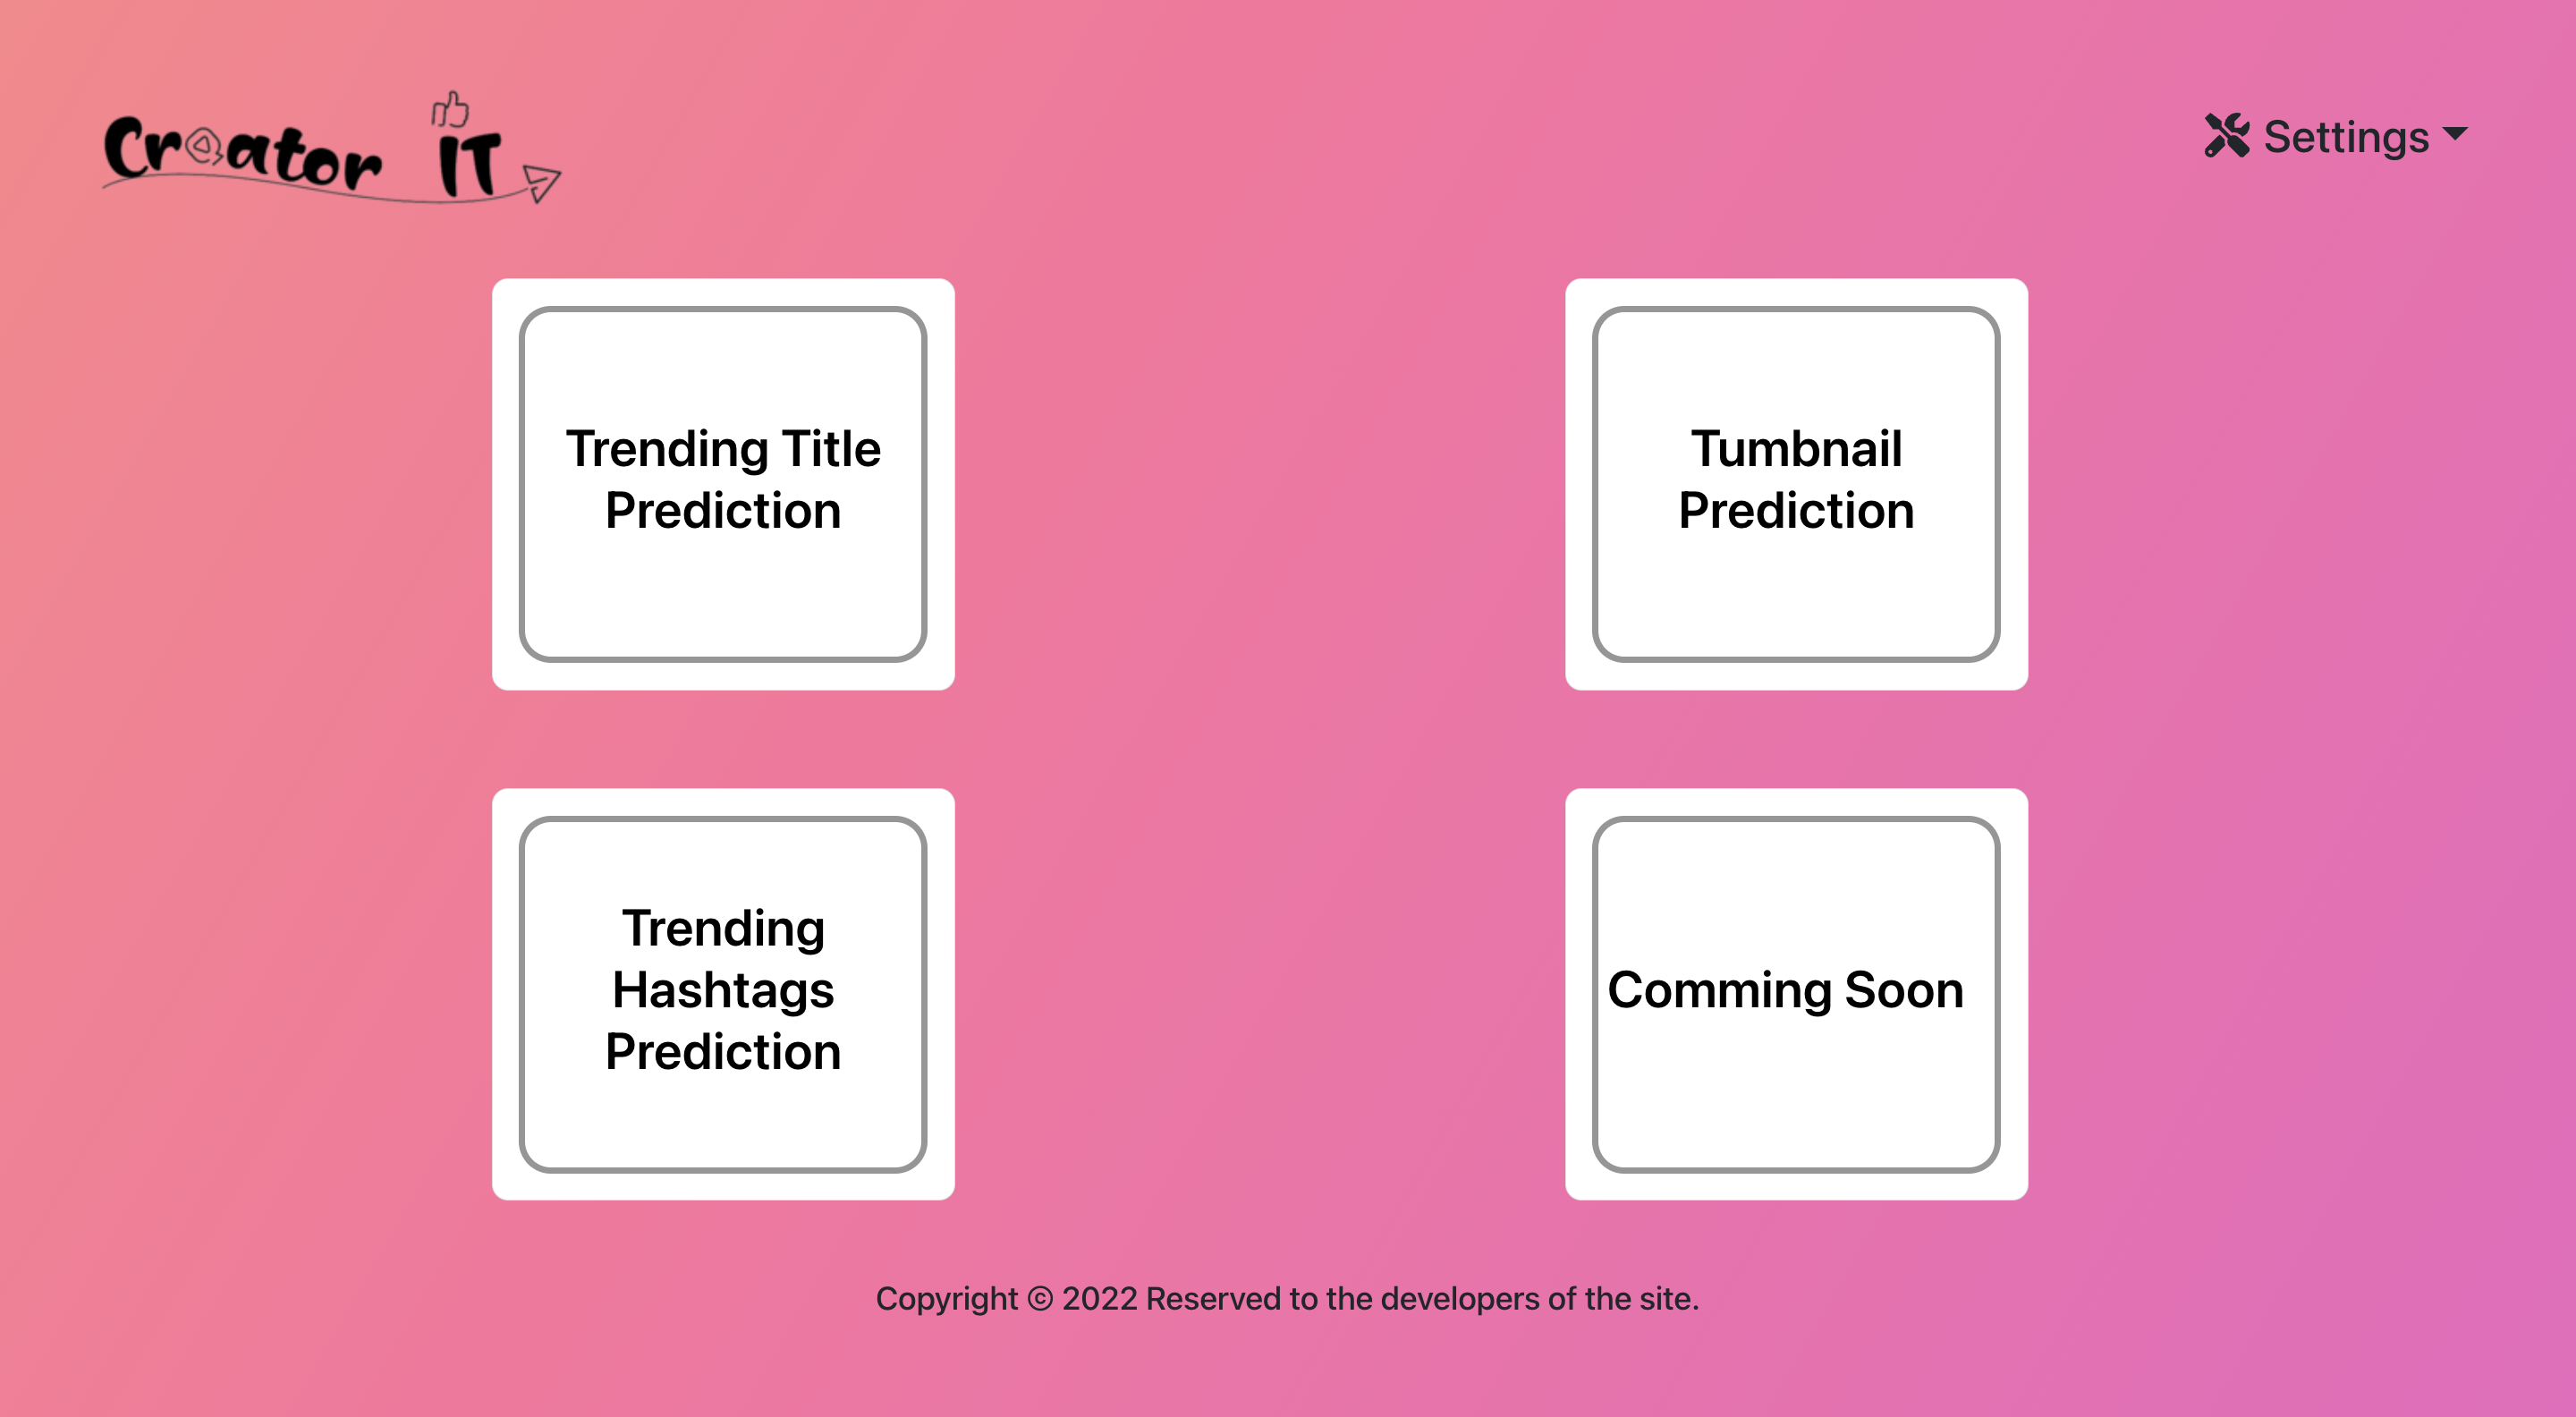 Creator IT
Settings
Trending Title
Prediction
Tumbnail
Prediction
Trending
Hashtags
Prediction
Comming Soon
Copyright © 2022 Reserved to the developers of the site.